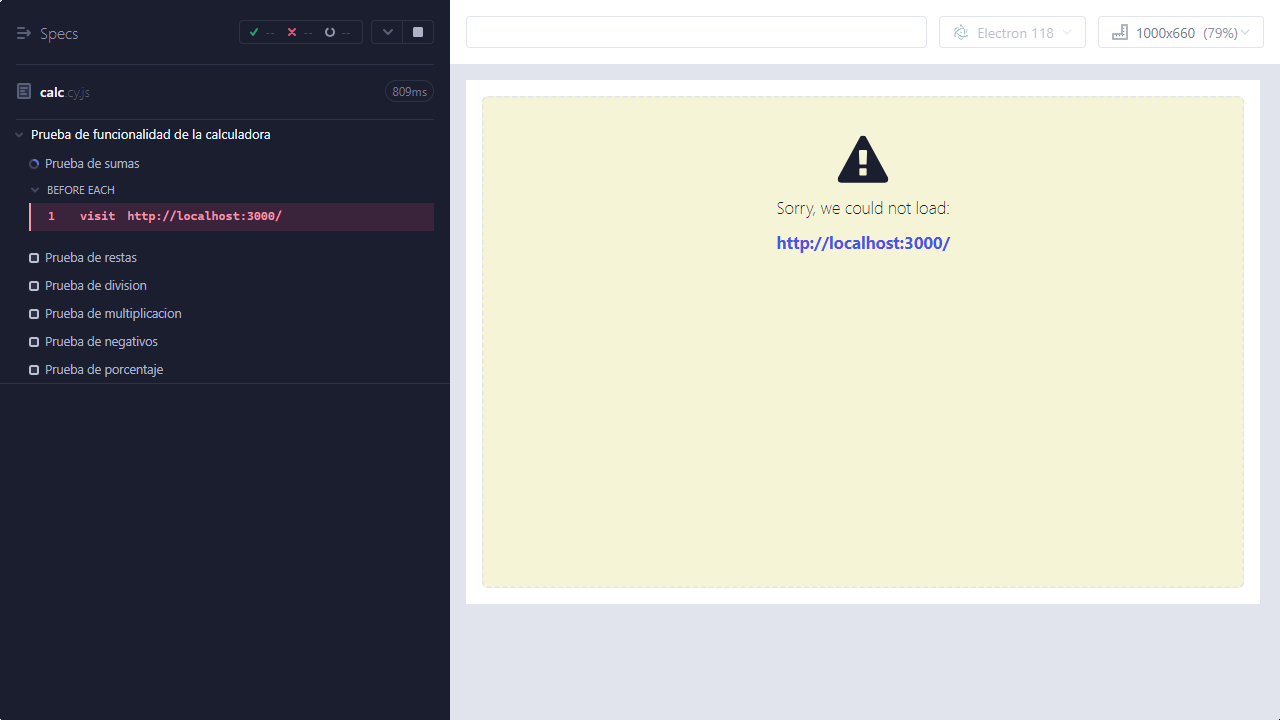 Specs
-- -- --
calc.cy.js 809ms
Prueba de funcionalidad de la calculadora
Prueba de sumas
BEFORE EACH
1 visit http://localhost:3000/
Prueba de restas
Prueba de division
Prueba de multiplicacion
Prueba de negativos
Prueba de porcentaje
Electron 118
1000x660 (79%)
Sorry, we could not load:
http://localhost:3000/